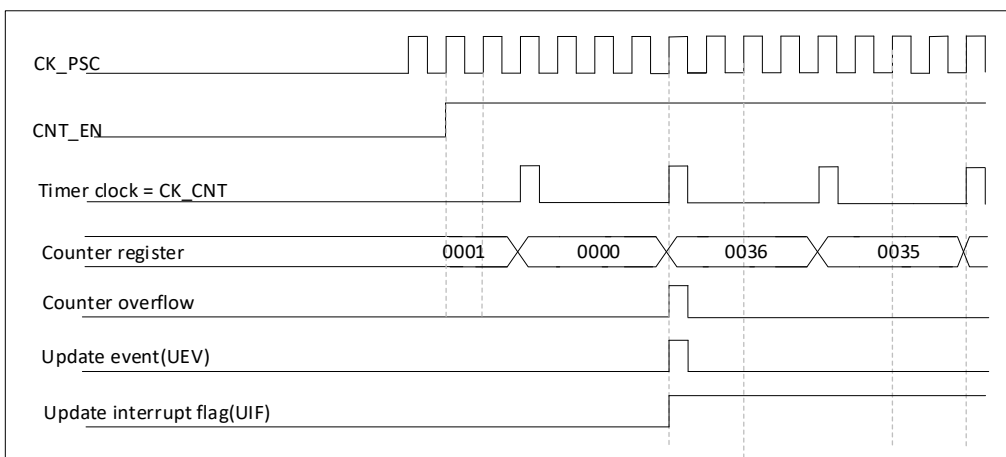 CK_PSC
CNT_EN
Timer clock = CK_CNT
Counter register 0001 0000 0036 0035
Counter overflow
Update event(UEV)
Update interrupt flag(UIF)